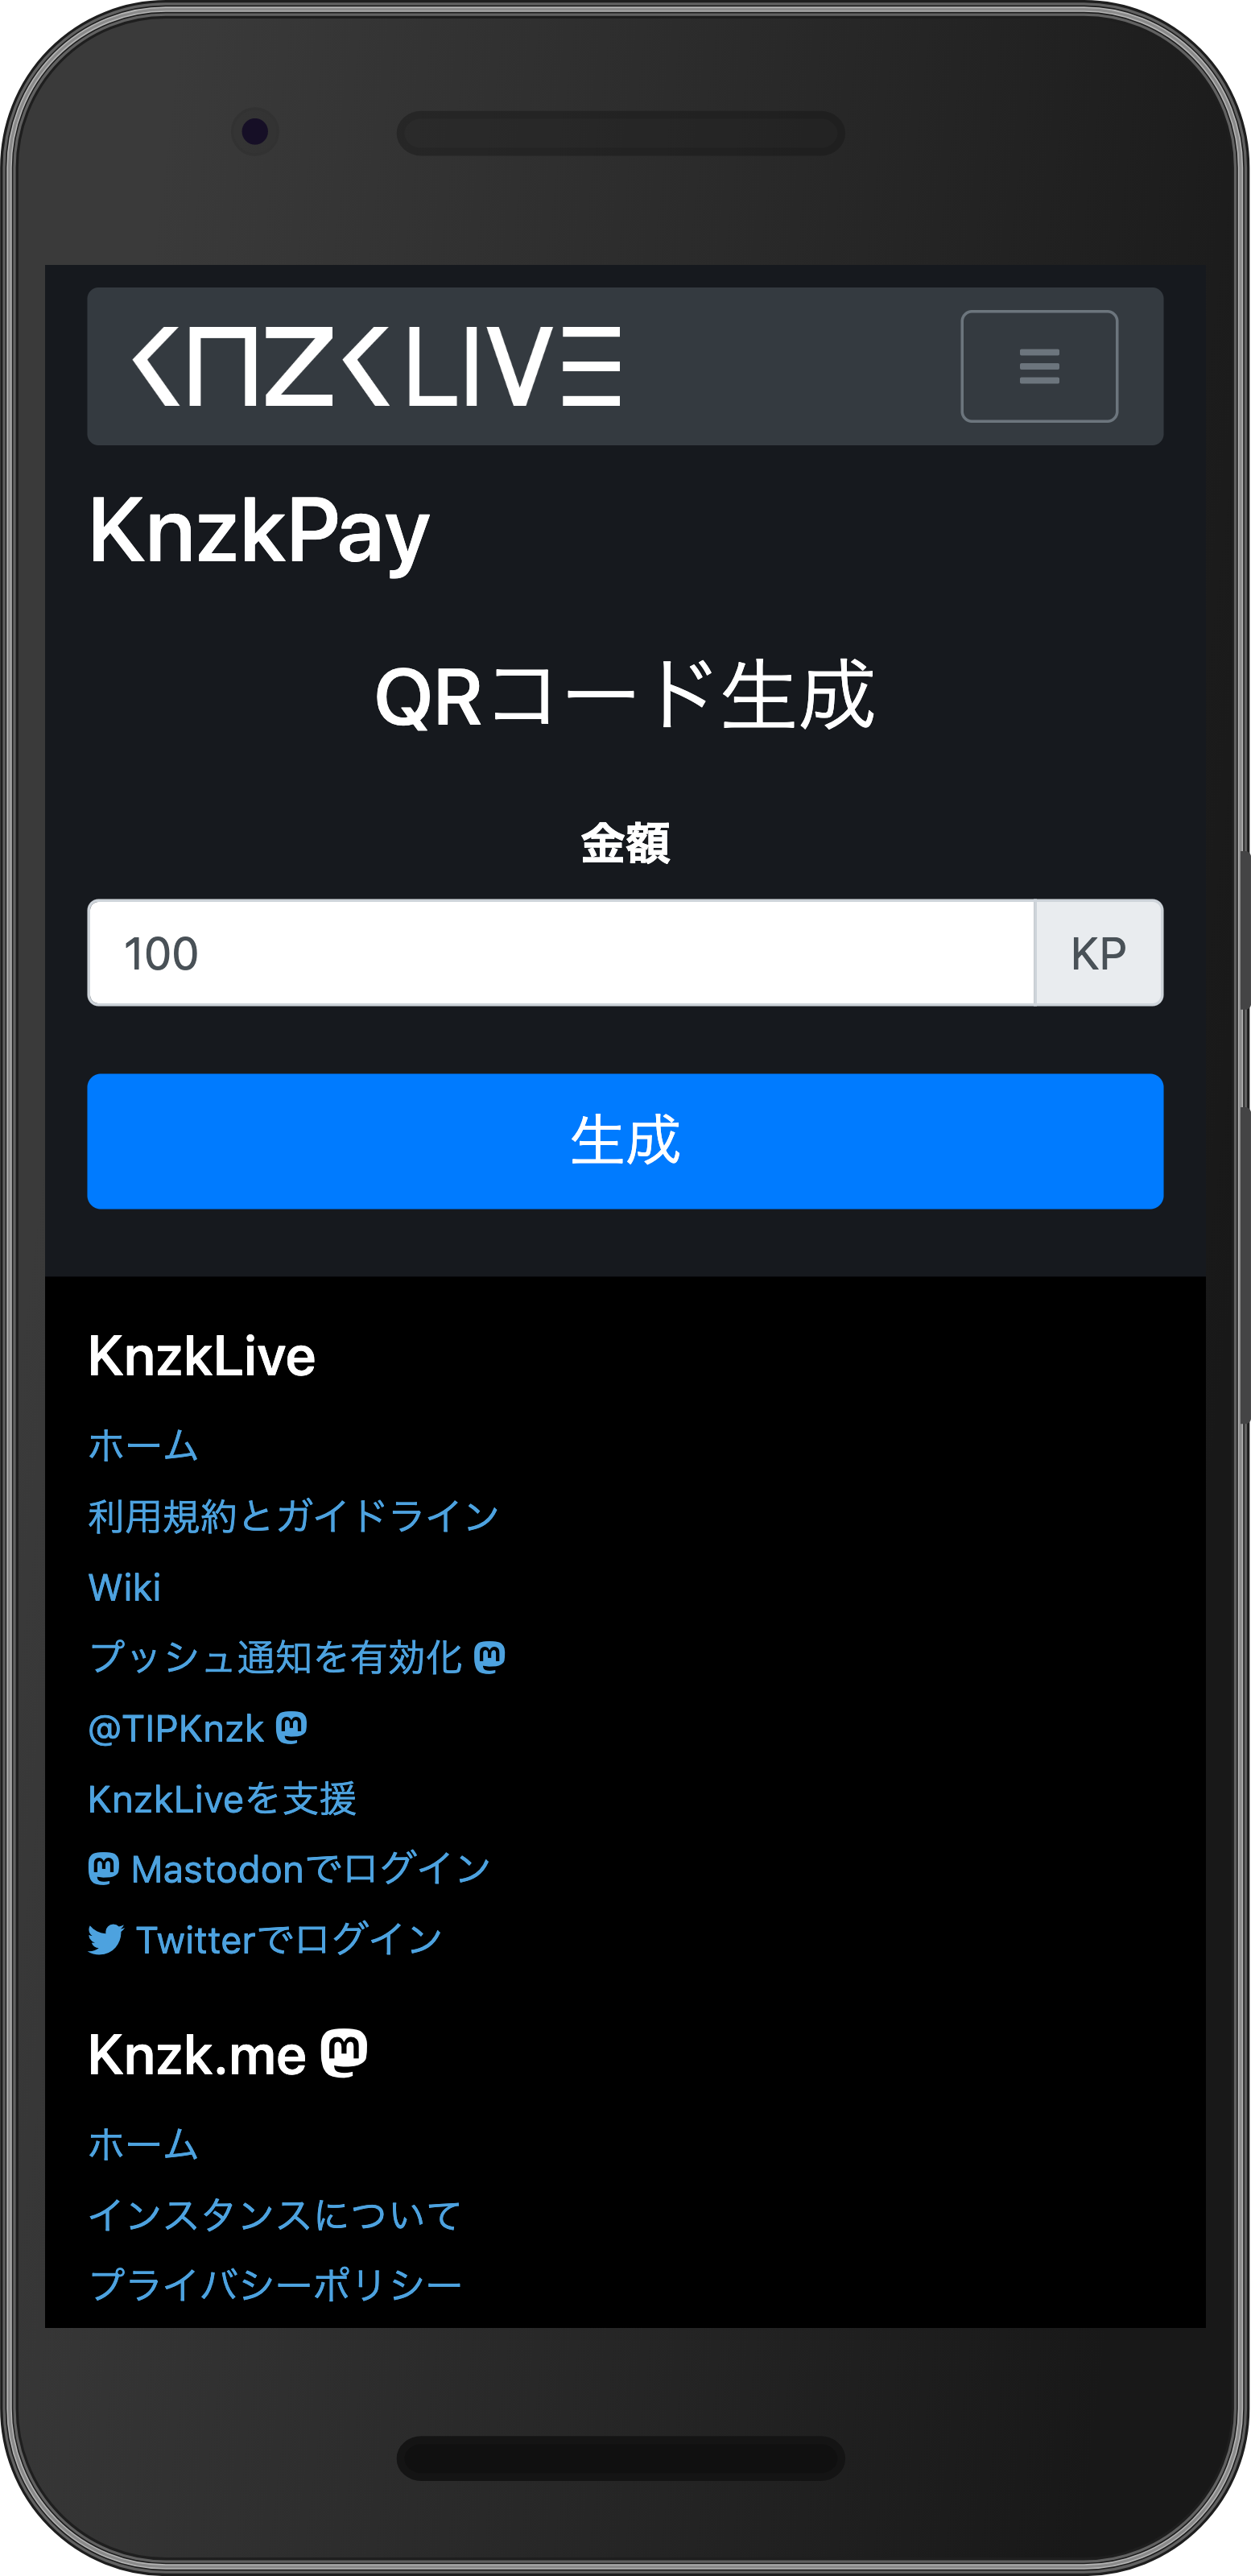 KNZKLIVE
KnzkPay
QRコード生成
金額
100 KP
生成
KnzkLive
ホーム
利用規約とガイドライン
Wiki
プッシュ通知を有効化
@TIPKnzk
KnzkLiveを支援
Mastodonでログイン
Twitterでログイン
Knzk.me
ホーム
インスタンスについて
プライバシーポリシー